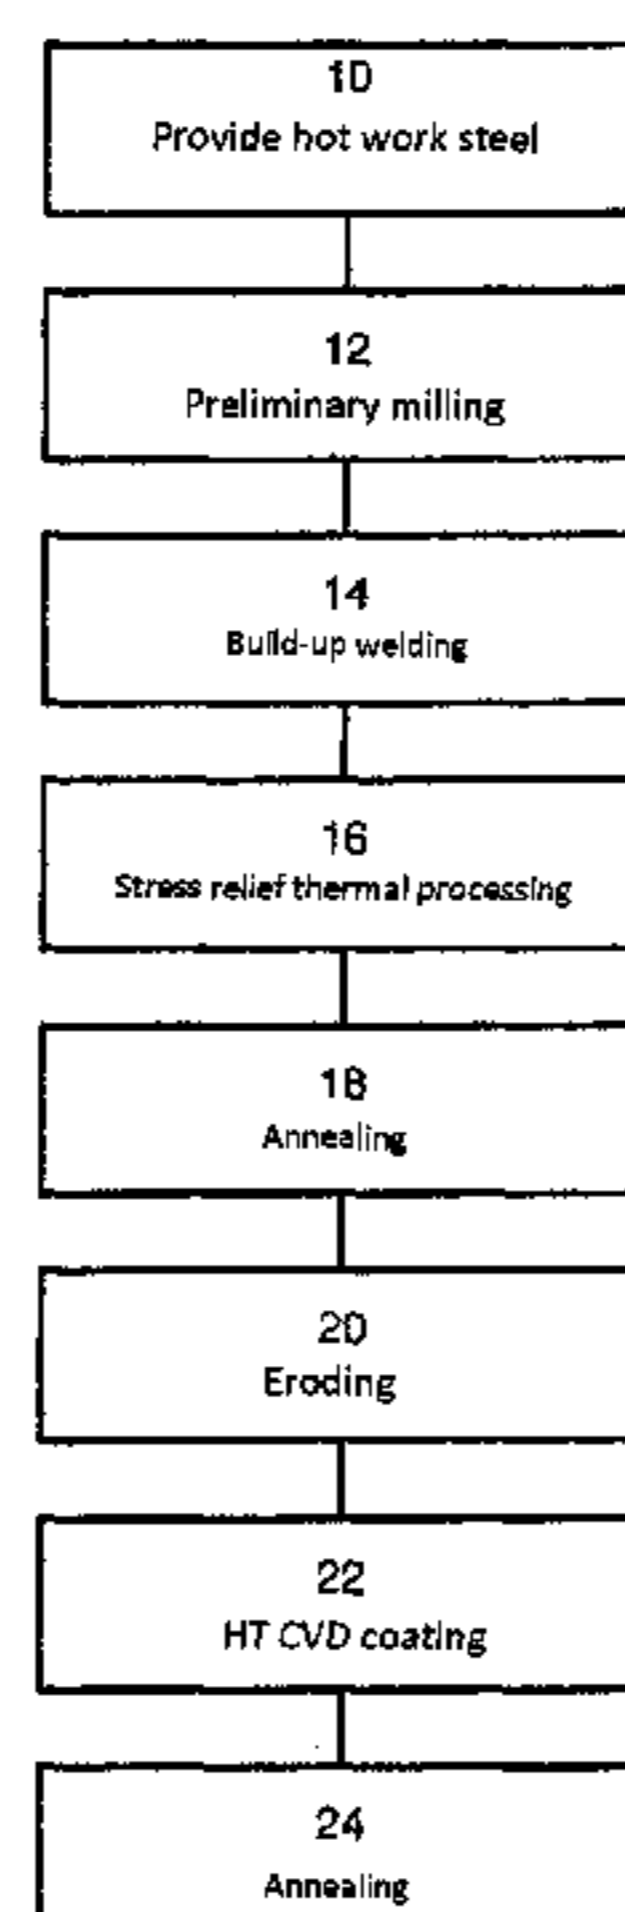 10
Provide hot work steel
12
Preliminary milling
14
Build-up welding
16
Stress relief thermal processing
18
Annealing
20
Eroding
22
HT CVD coating
24
Annealing